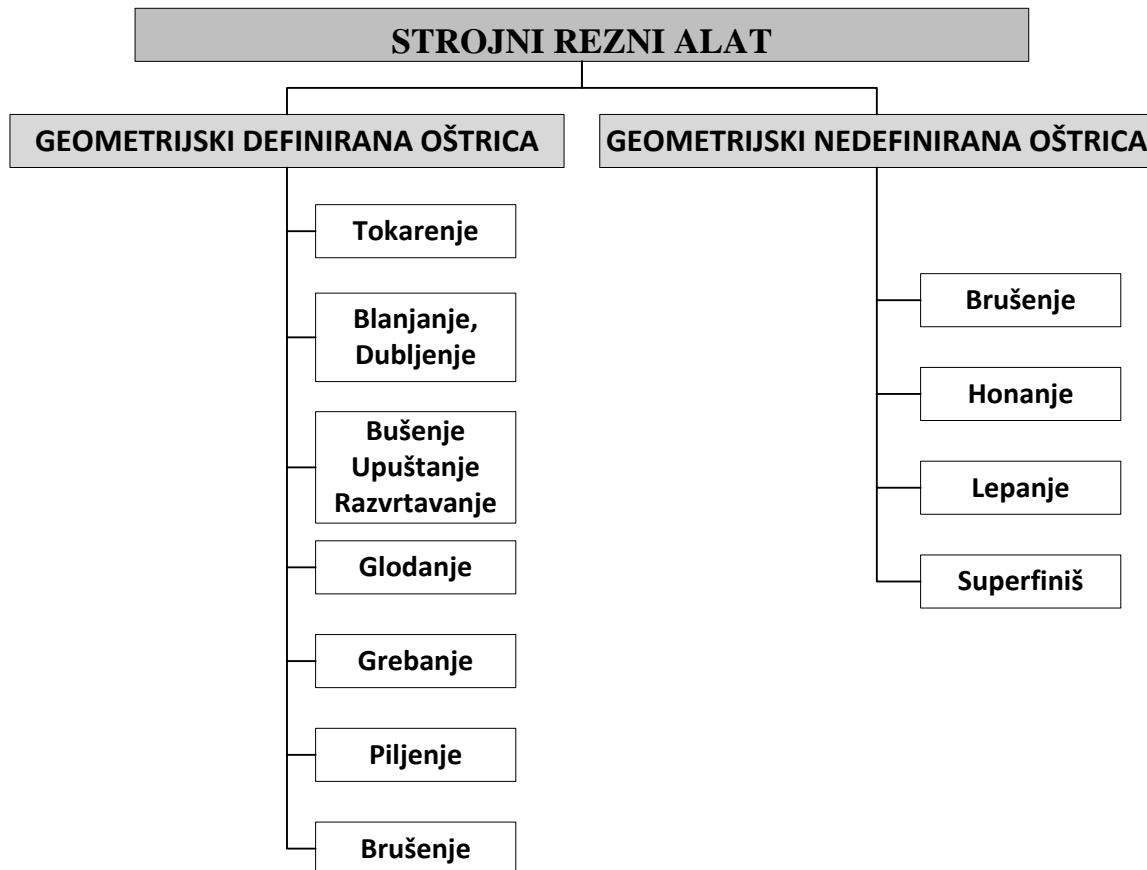 STROJNI REZNI ALAT
GEOMETRIJSKI DEFINIRANA OŠTRICA
Tokarenje
Blanjanje,
Dubljenje
Bušenje
Upuštanje
Razvrtavanje
Glodanje
Grebanje
Piljenje
Brušenje
GEOMETRIJSKI NEDEFINIRANA OŠTRICA
Brušenje
Honanje
Lepanje
Superfiniš